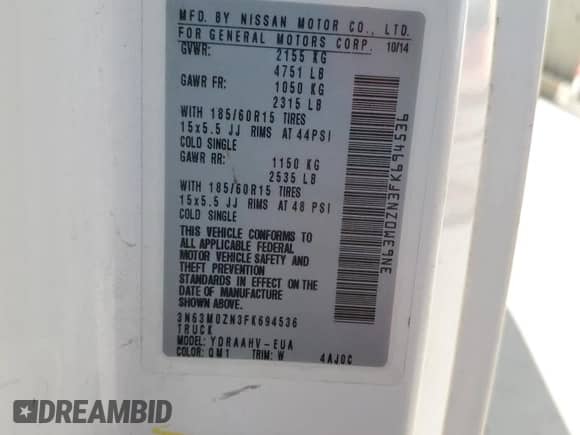 MFD. BY NISSAN MOTOR CO., LTD.
FOR GENERAL MOTORS CORP. 10/14
GVWR: 2155 KG
4751 LB
GAWR FR: 1050 KG
2315 LB
WITH 185/60R15 TIRES
15x5.5 JJ RIMS AT 44PSI
COLD SINGLE
GAWR RR: 1150 KG
2535 LB
WITH 185/60R15 TIRES
15x5.5 JJ RIMS AT 48 PSI
COLD SINGLE
THIS VEHICLE CONFORMS TO
ALL APPLICABLE FEDERAL
MOTOR VEHICLE SAFETY AND
THEFT PREVENTION
STANDARDS IN EFFECT ON THE
DATE OF MANUFACTURE
SHOWN ABOVE.
3N63M0ZN3FK694536
TRUCK
MODEL: YDRAAHV-EUA
COLOR: QM1 TRIM: W 4AJ0C
3N63M0ZN3FK694536
DREAMBID